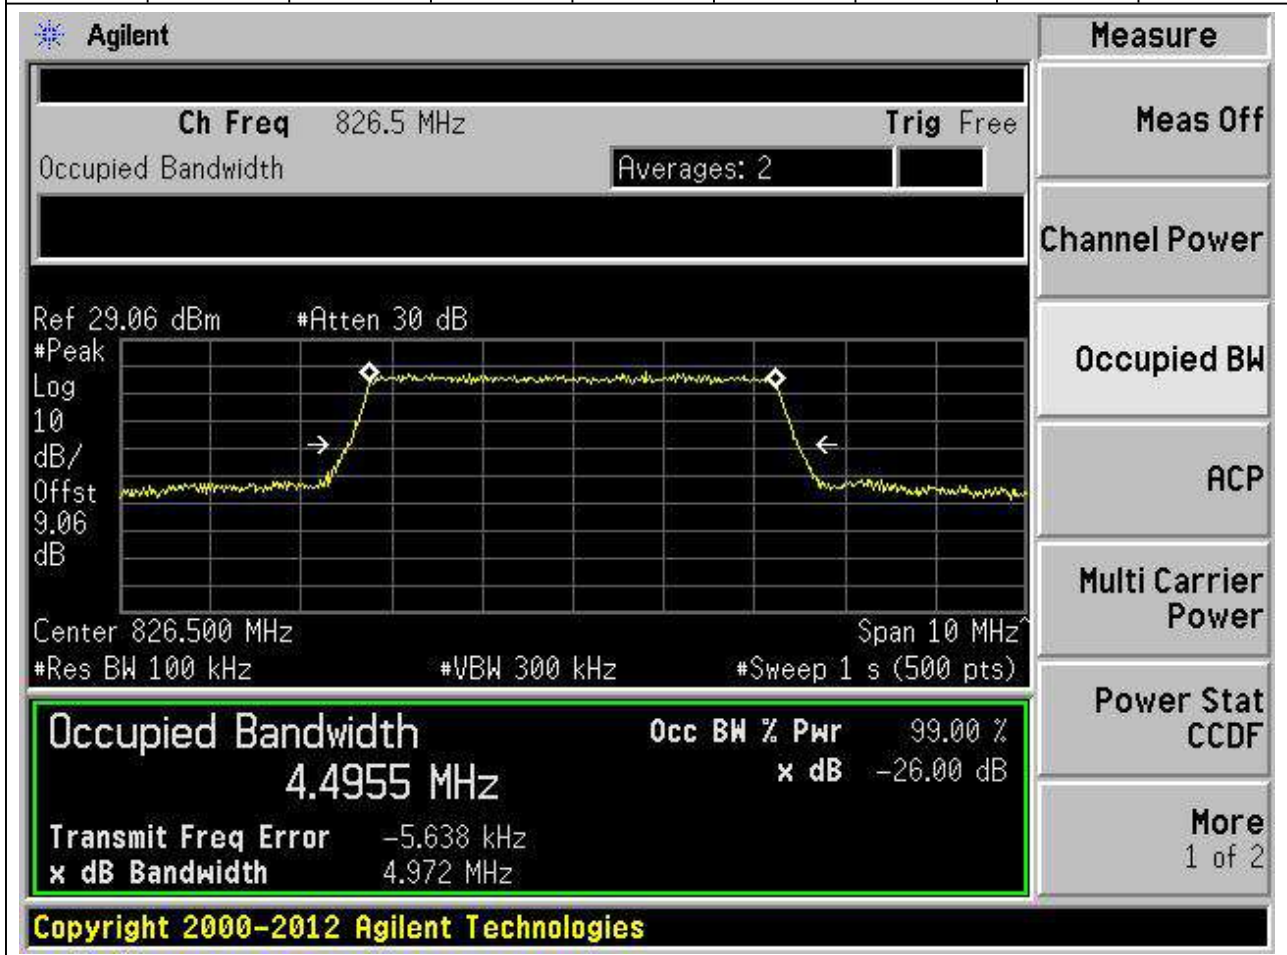 Agilent
Measure
Ch Freq 826.5 MHz Trig Free
Meas Off
Occupied Bandwidth Averages: 2
Channel Power
Ref 29.06 dBm #Atten 30 dB
#Peak
Log
10
dB/
Offst
9.06
dB
Occupied BW
ACP
Center 826.500 MHz Span 10 MHz^
#Res BW 100 kHz #VBW 300 kHz #Sweep 1 s (500 pts)
Multi Carrier
Power
Occupied Bandwidth Occ BW % Pwr 99.00 %
4.4955 MHz x dB -26.00 dB
Transmit Freq Error -5.638 kHz
x dB Bandwidth 4.972 MHz
Power Stat
CCDF
More
1 of 2
Copyright 2000-2012 Agilent Technologies